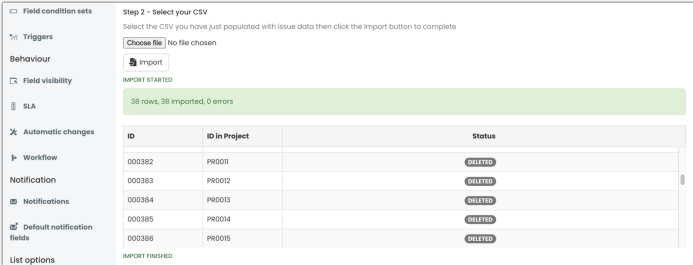 Field condition sets
Triggers
Behaviour
Field visibility
SLA
Automatic changes
Workflow
Notification
Notifications
Default notification
fields
List options
Step 2 - Select your CSV
Select the CSV you have just populated with issue data then click the Import button to complete
Choose file No file chosen
Import
IMPORT STARTED
38 rows, 38 imported, 0 errors
ID ID in Project Status
000382 PR0011 DELETED
000383 PR0012 DELETED
000384 PR0013 DELETED
000385 PR0014 DELETED
000386 PR0015 DELETED
IMPORT FINISHED